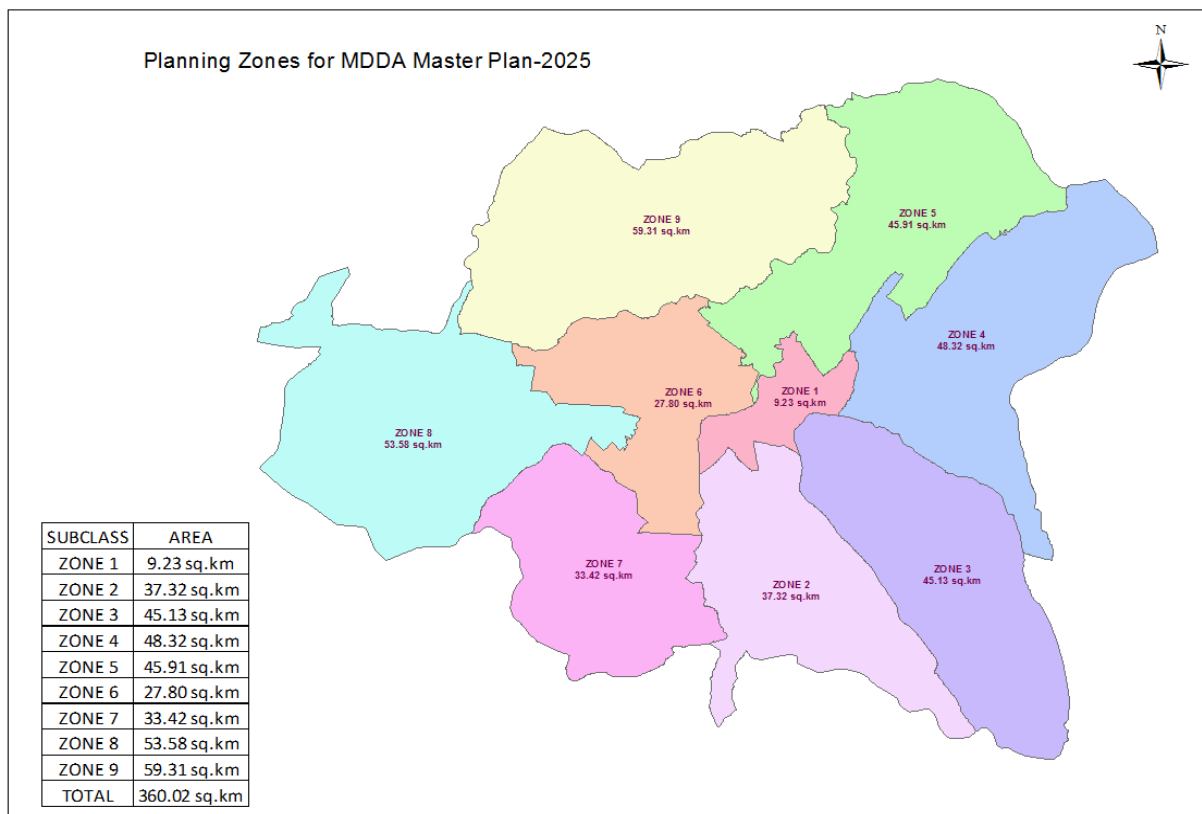 N
Planning Zones for MDDA Master Plan-2025
ZONE 9
59.31 sq.km
ZONE 5
45.91 sq.km
ZONE 4
48.32 sq.km
ZONE 6
27.80 sq.km
ZONE 1
9.23 sq.km
ZONE 8
53.58 sq.km
ZONE 7
33.42 sq.km
ZONE 2
37.32 sq.km
ZONE 3
45.13 sq.km
SUBCLASS AREA
ZONE 1 9.23 sq.km
ZONE 2 37.32 sq.km
ZONE 3 45.13 sq.km
ZONE 4 48.32 sq.km
ZONE 5 45.91 sq.km
ZONE 6 27.80 sq.km
ZONE 7 33.42 sq.km
ZONE 8 53.58 sq.km
ZONE 9 59.31 sq.km
TOTAL 360.02 sq.km